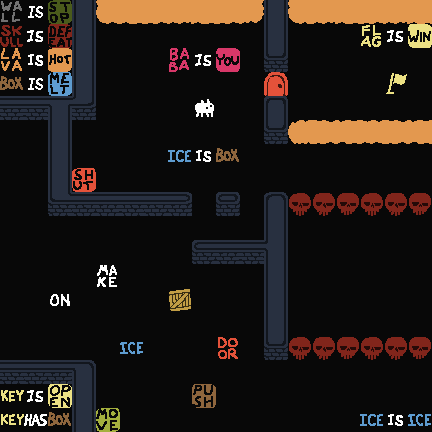 WALL IS STOP
SKULL IS DEFEAT
FLAG IS WIN
LAVA IS HOT
BABA IS YOU
BOX IS MELT
ICE IS BOX
SHUT
MAKE
ON
ICE
DOOR
KEY IS OPEN
PUSH
KEY HAS BOX
MOVE
ICE IS ICE